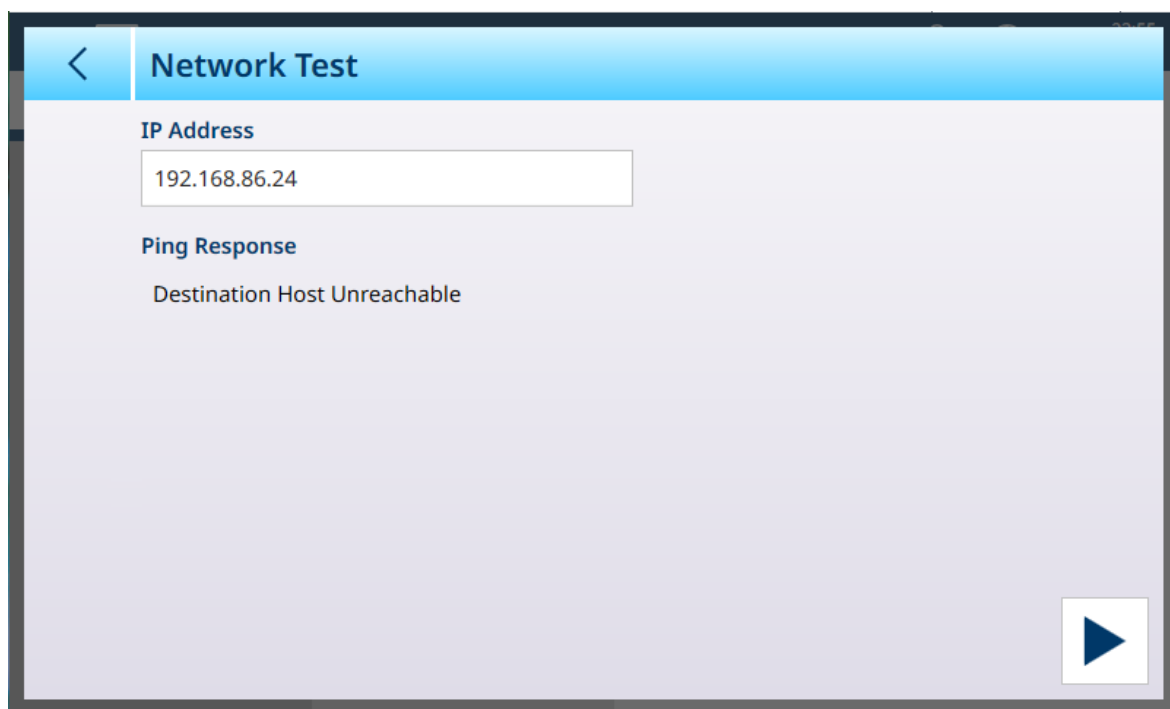 Network Test
IP Address
192.168.86.24
Ping Response
Destination Host Unreachable